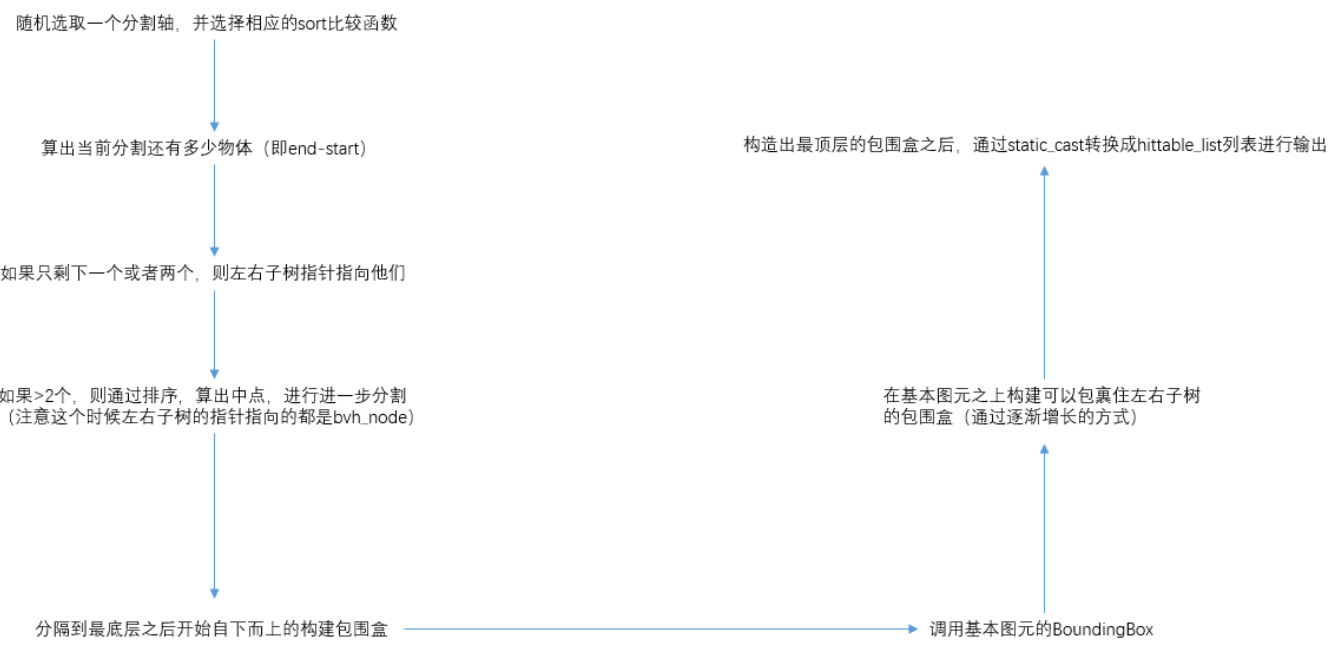 随机选取一个分割轴，并选择相应的sort比较函数
算出当前分割还有多少物体（即end-start）
如果只剩下一个或者两个，则左右子树指针指向他们
如果>2个，则通过排序，算出中点，进行进一步分割
（注意这个时候左右子树的指针指向的都是bvh_node）
分隔到最底层之后开始自下而上的构建包围盒
调用基本图元的BoundingBox
在基本图元之上构建可以包裹住左右子树
的包围盒（通过逐渐增长的方式）
构造出最顶层的包围盒之后，通过static_cast转换成hittable_list列表进行输出